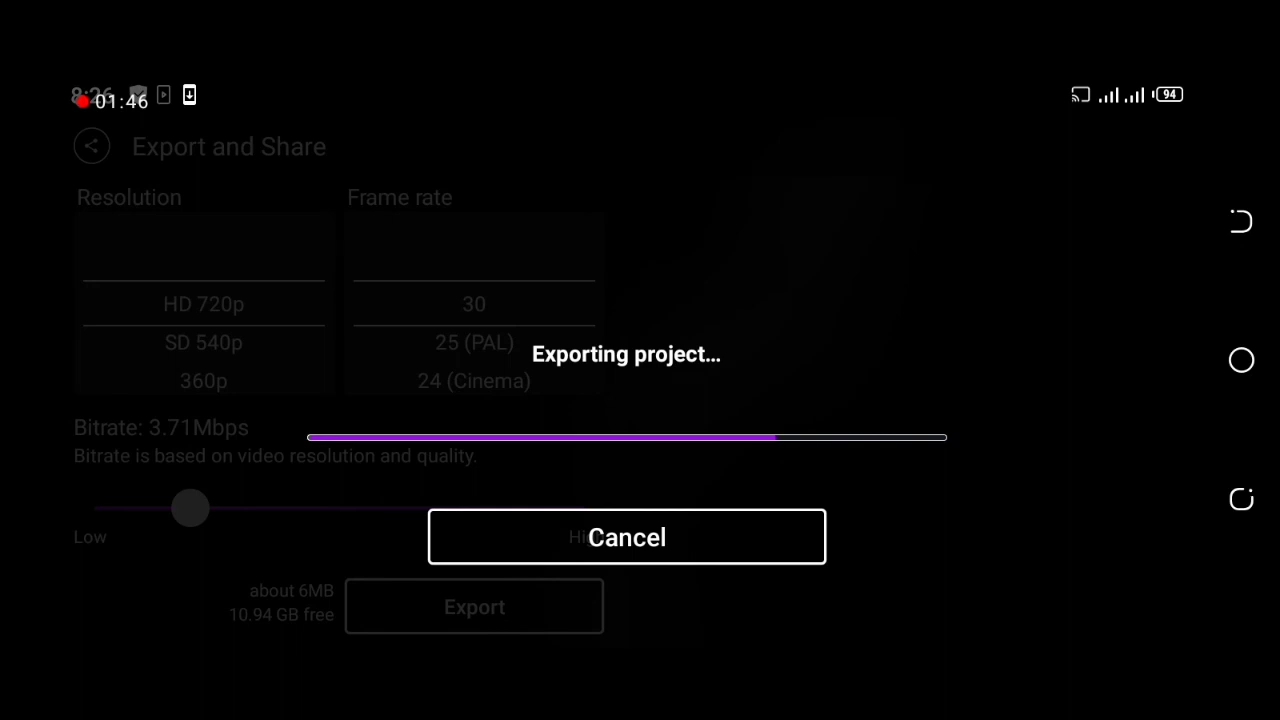 8:26
01:46
94
Export and Share
Resolution
Frame rate
HD 720p
30
SD 540p
25 (PAL)
360p
24 (Cinema)
Exporting project...
Bitrate: 3.71Mbps
Bitrate is based on video resolution and quality.
Low
Cancel
about 6MB
10.94 GB free
Export